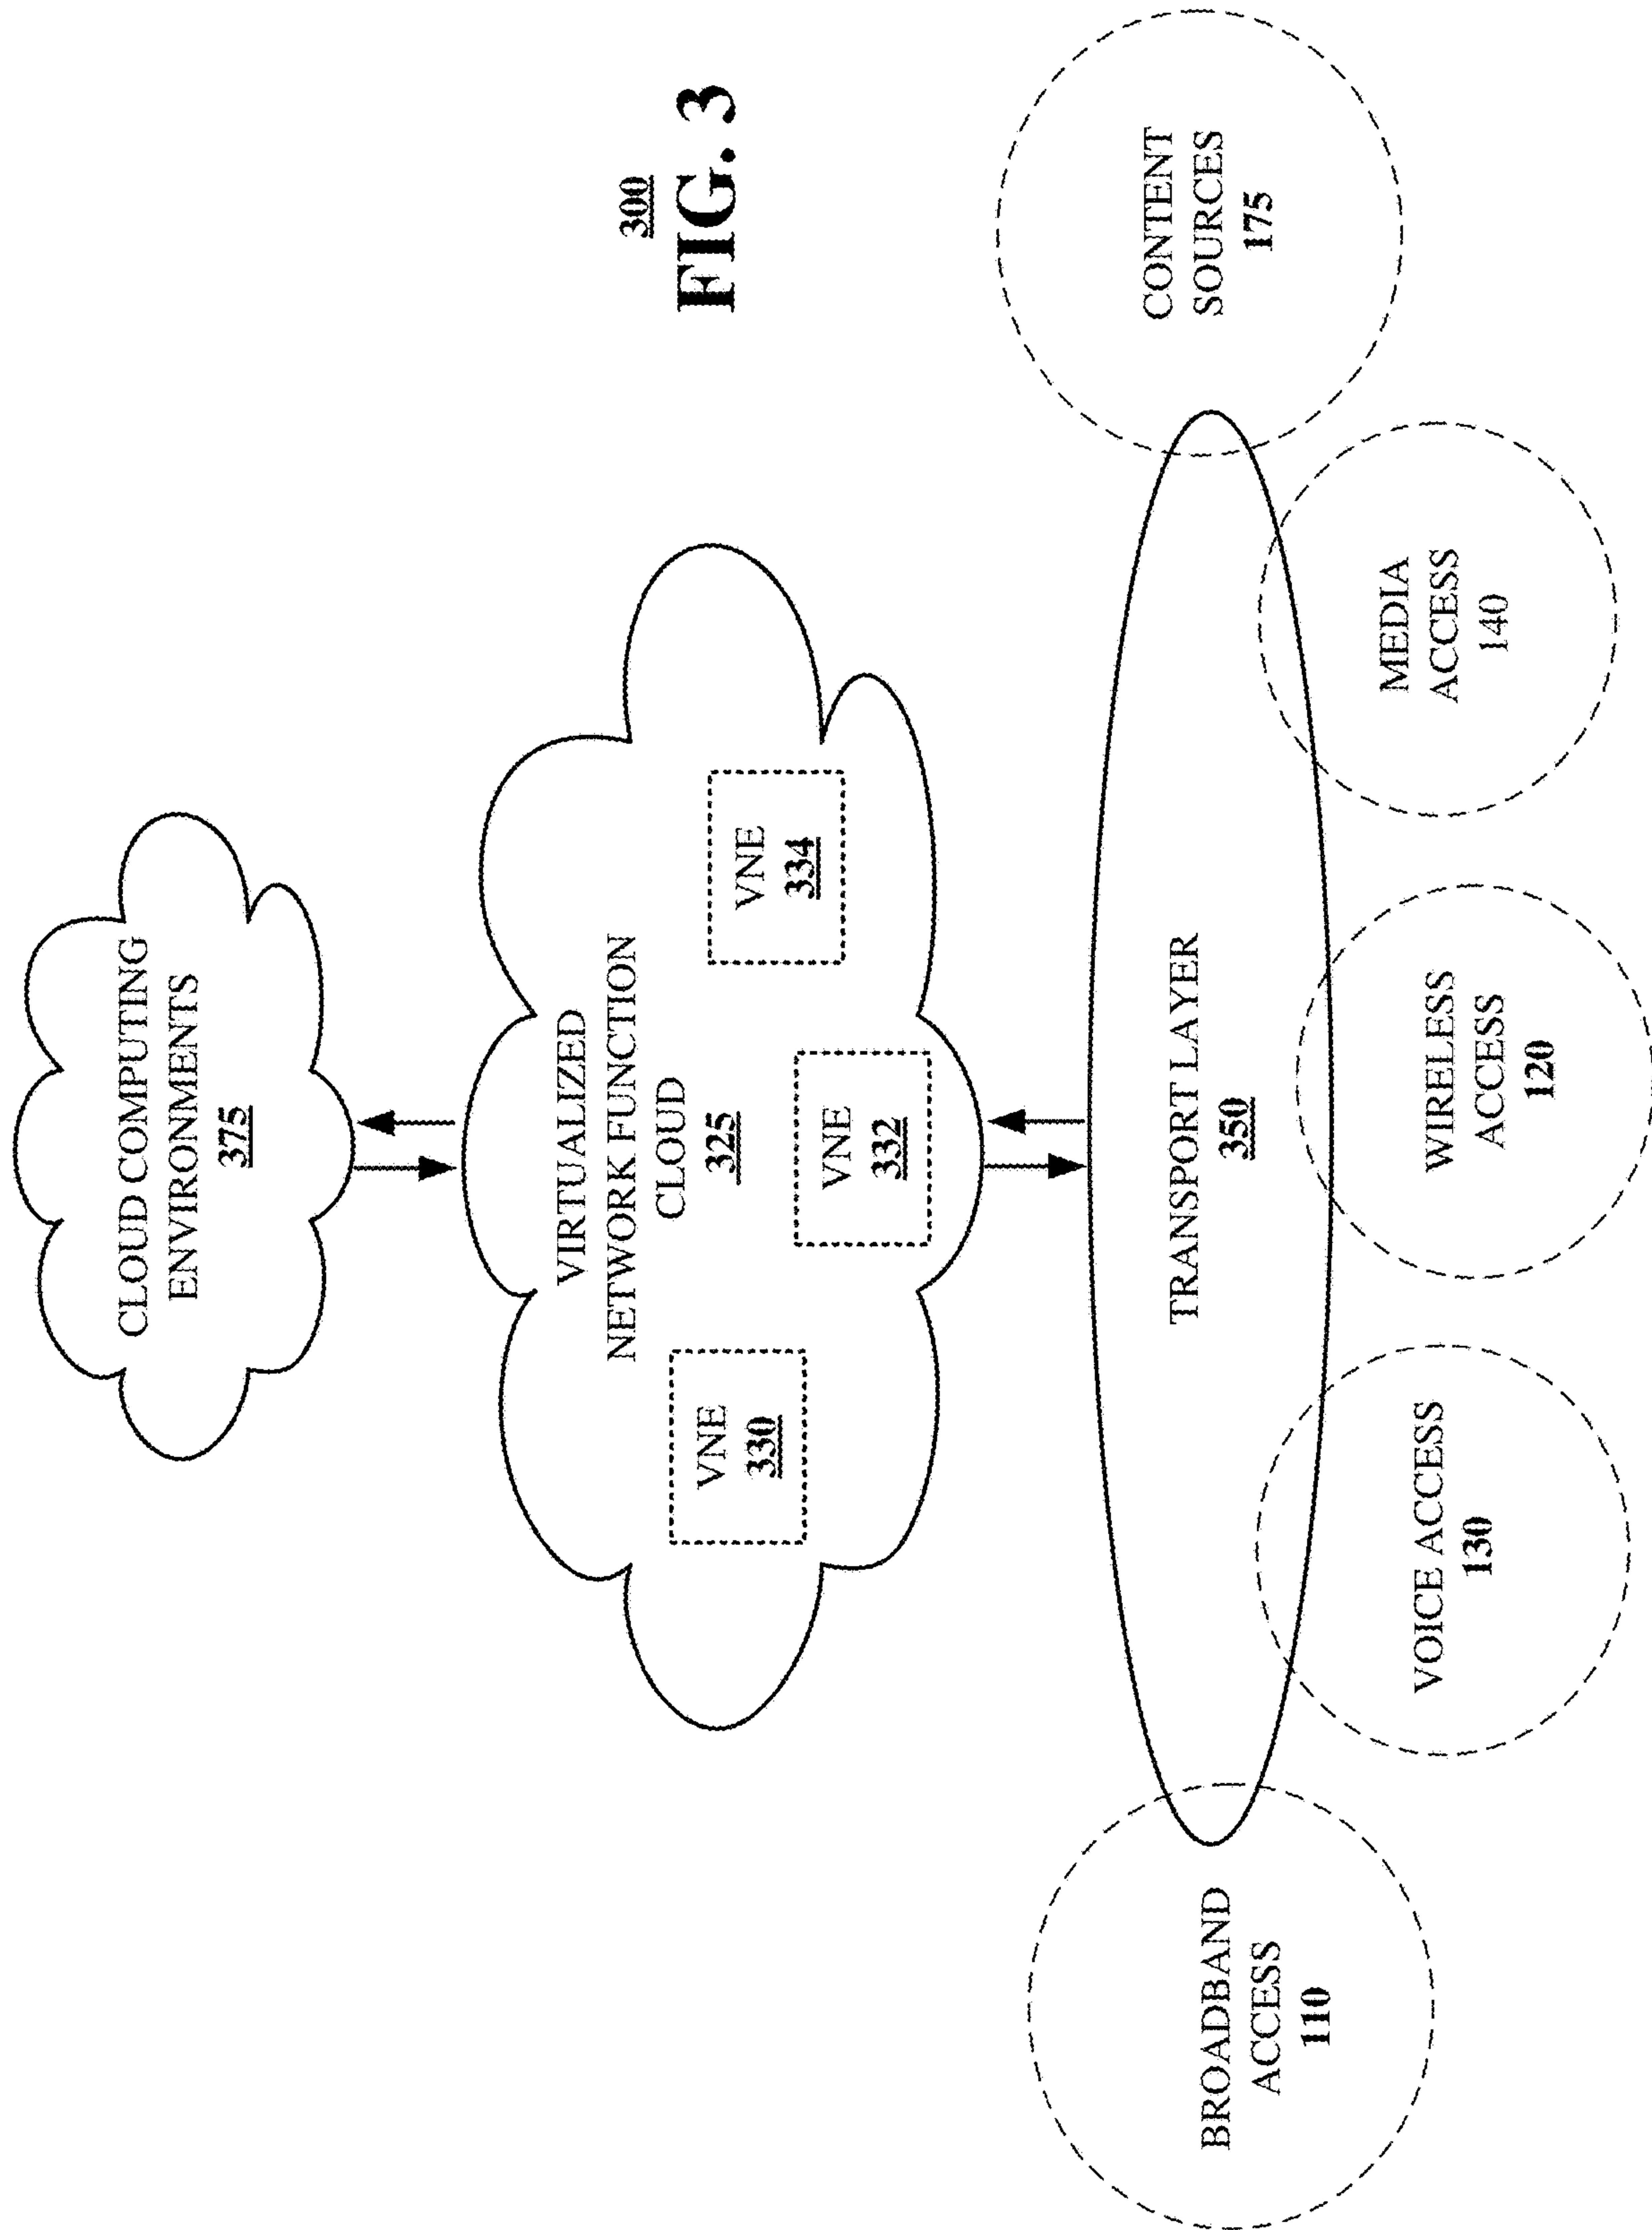 CLOUD COMPUTING
ENVIRONMENTS
375
VIRTUALIZED
NETWORK FUNCTION
CLOUD
325
VNE
330
VNE
332
VNE
334
300
FIG. 3
TRANSPORT LAYER
350
BROADBAND
ACCESS
110
VOICE ACCESS
130
WIRELESS
ACCESS
120
MEDIA
ACCESS
140
CONTENT
SOURCES
175